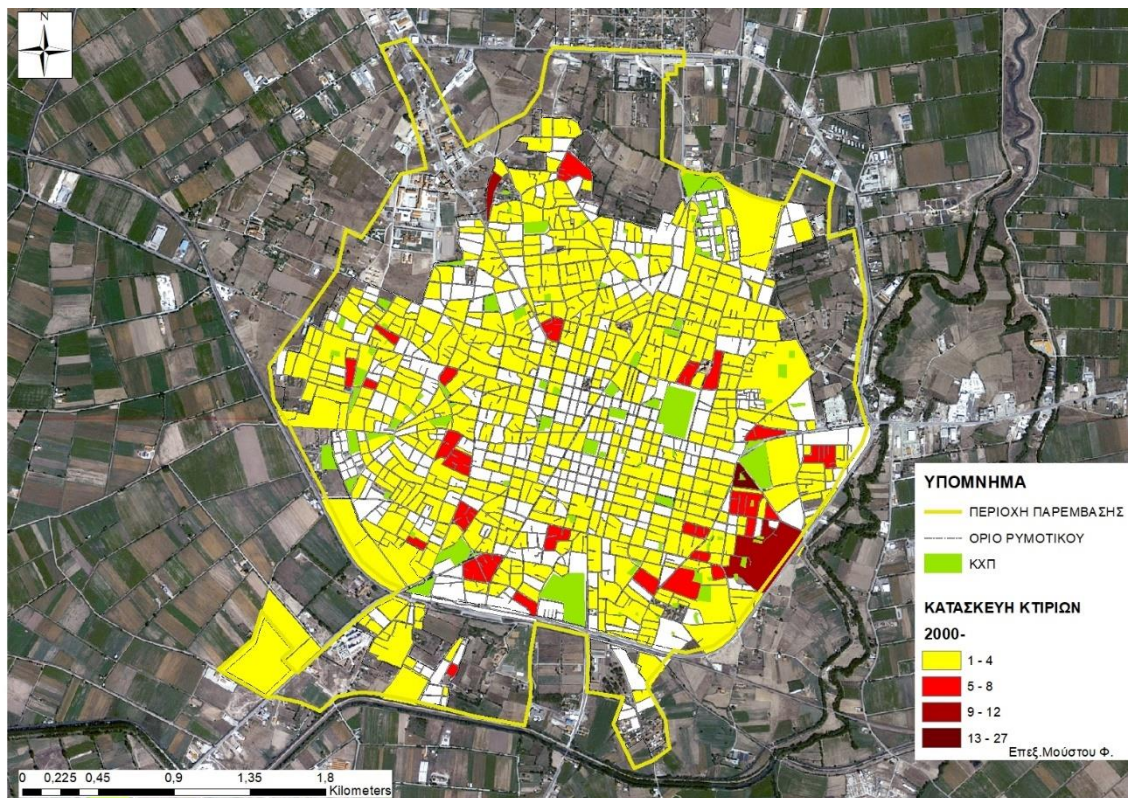 N
ΥΠΟΜΝΗΜΑ
ΠΕΡΙΟΧΗ ΠΑΡΕΜΒΑΣΗΣ
ΟΡΙΟ ΡΥΜΟΤΙΚΟΥ
ΚΧΠ
ΚΑΤΑΣΚΕΥΗ ΚΤΙΡΙΩΝ
2000-
1 - 4
5 - 8
9 - 12
13 - 27
Επεξ.Μούστου Φ.
0 0,225 0,45 0,9 1,35 1,8
Kilometers